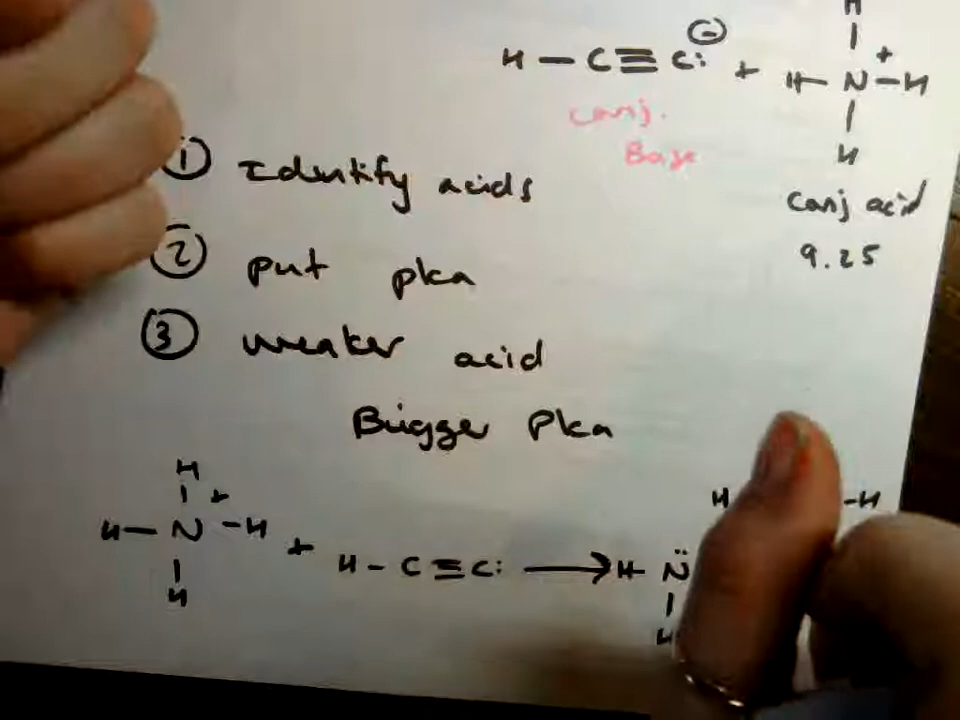 H
H — C ≡ C: ⊖ + H — N — H +
H
conj.
Base
conj acid
9.25
① Identify acids
② put pka
③ weaker acid
Bigger Pka
H
H — N — H + + H - C ≡ C: ⟶ H - N̈
H
H
H — H